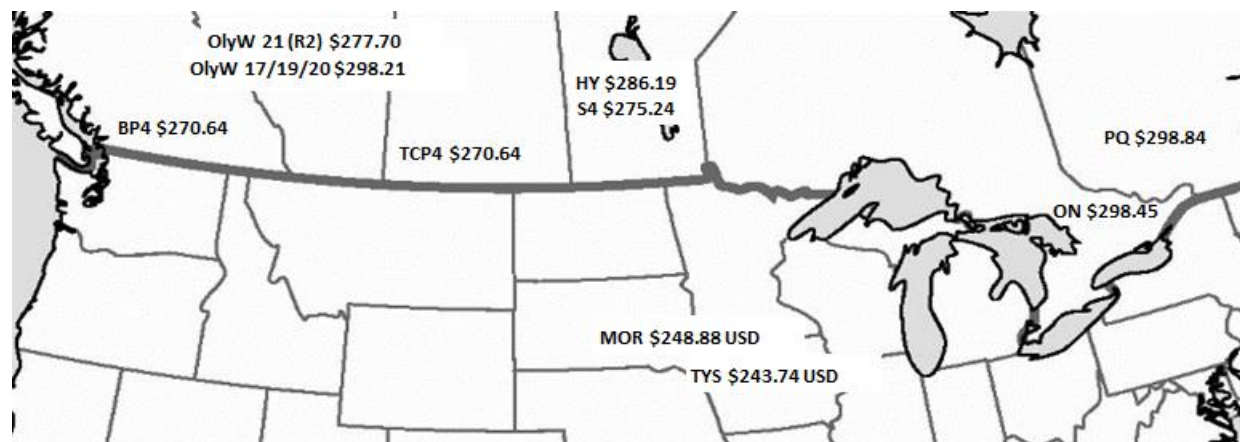 OlyW 21 (R2) $277.70
OlyW 17/19/20 $298.21
HY $286.19
S4 $275.24
BP4 $270.64
TCP4 $270.64
PQ $298.84
ON $298.45
MOR $248.88 USD
TYS $243.74 USD